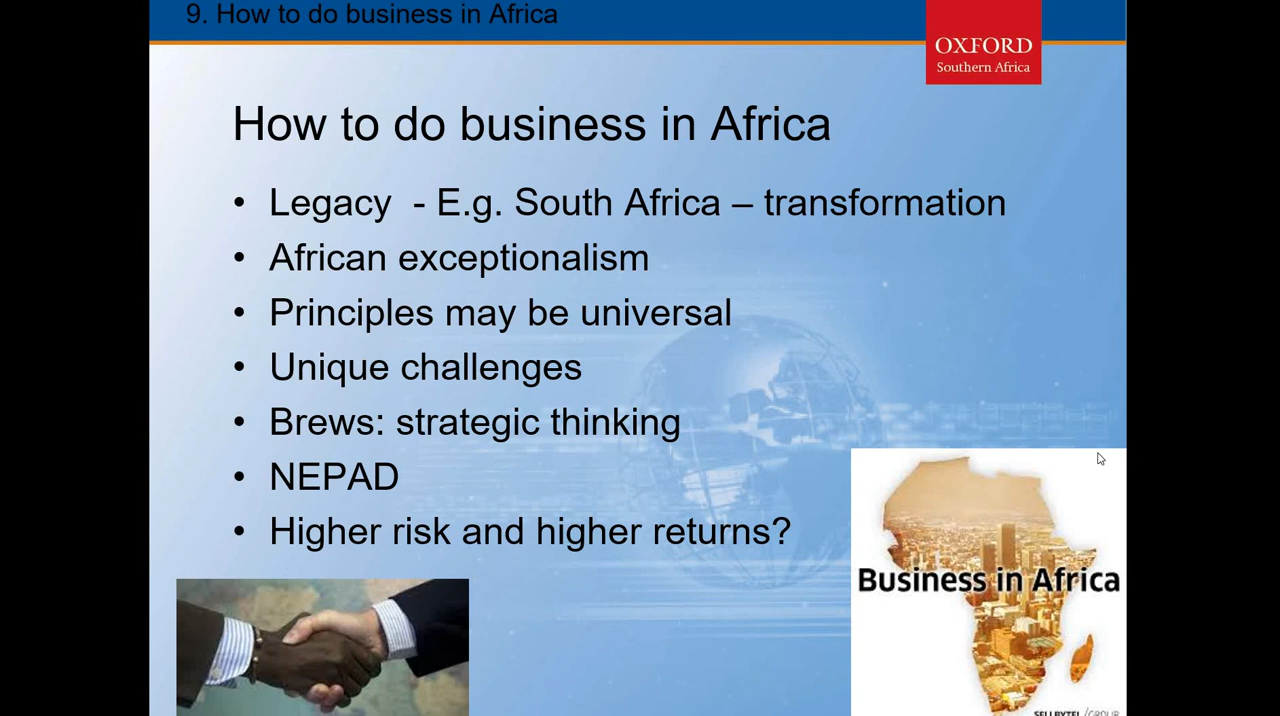 9. How to do business in Africa
OXFORD
Southern Africa
How to do business in Africa
• Legacy  - E.g. South Africa – transformation
• African exceptionalism
• Principles may be universal
• Unique challenges
• Brews: strategic thinking
• NEPAD
• Higher risk and higher returns?
Business in Africa
SELLBYTEL/GROUP